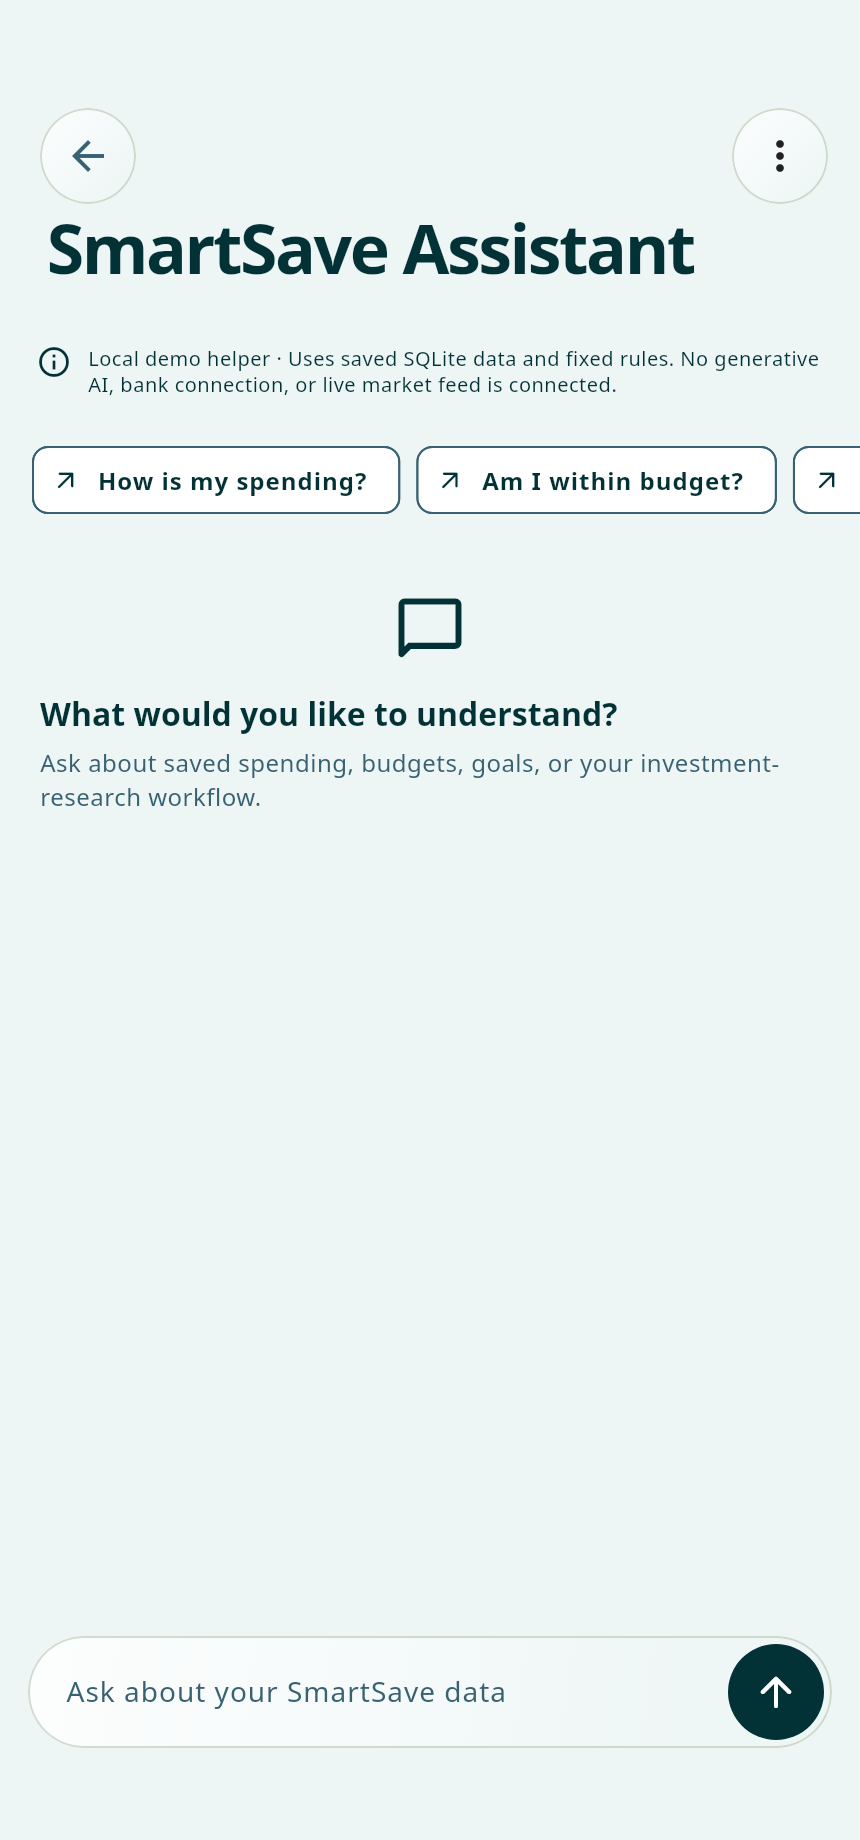 SmartSave Assistant
Local demo helper · Uses saved SQLite data and fixed rules. No generative
AI, bank connection, or live market feed is connected.
How is my spending?
Am I within budget?
What would you like to understand?
Ask about saved spending, budgets, goals, or your investment-
research workflow.
Ask about your SmartSave data